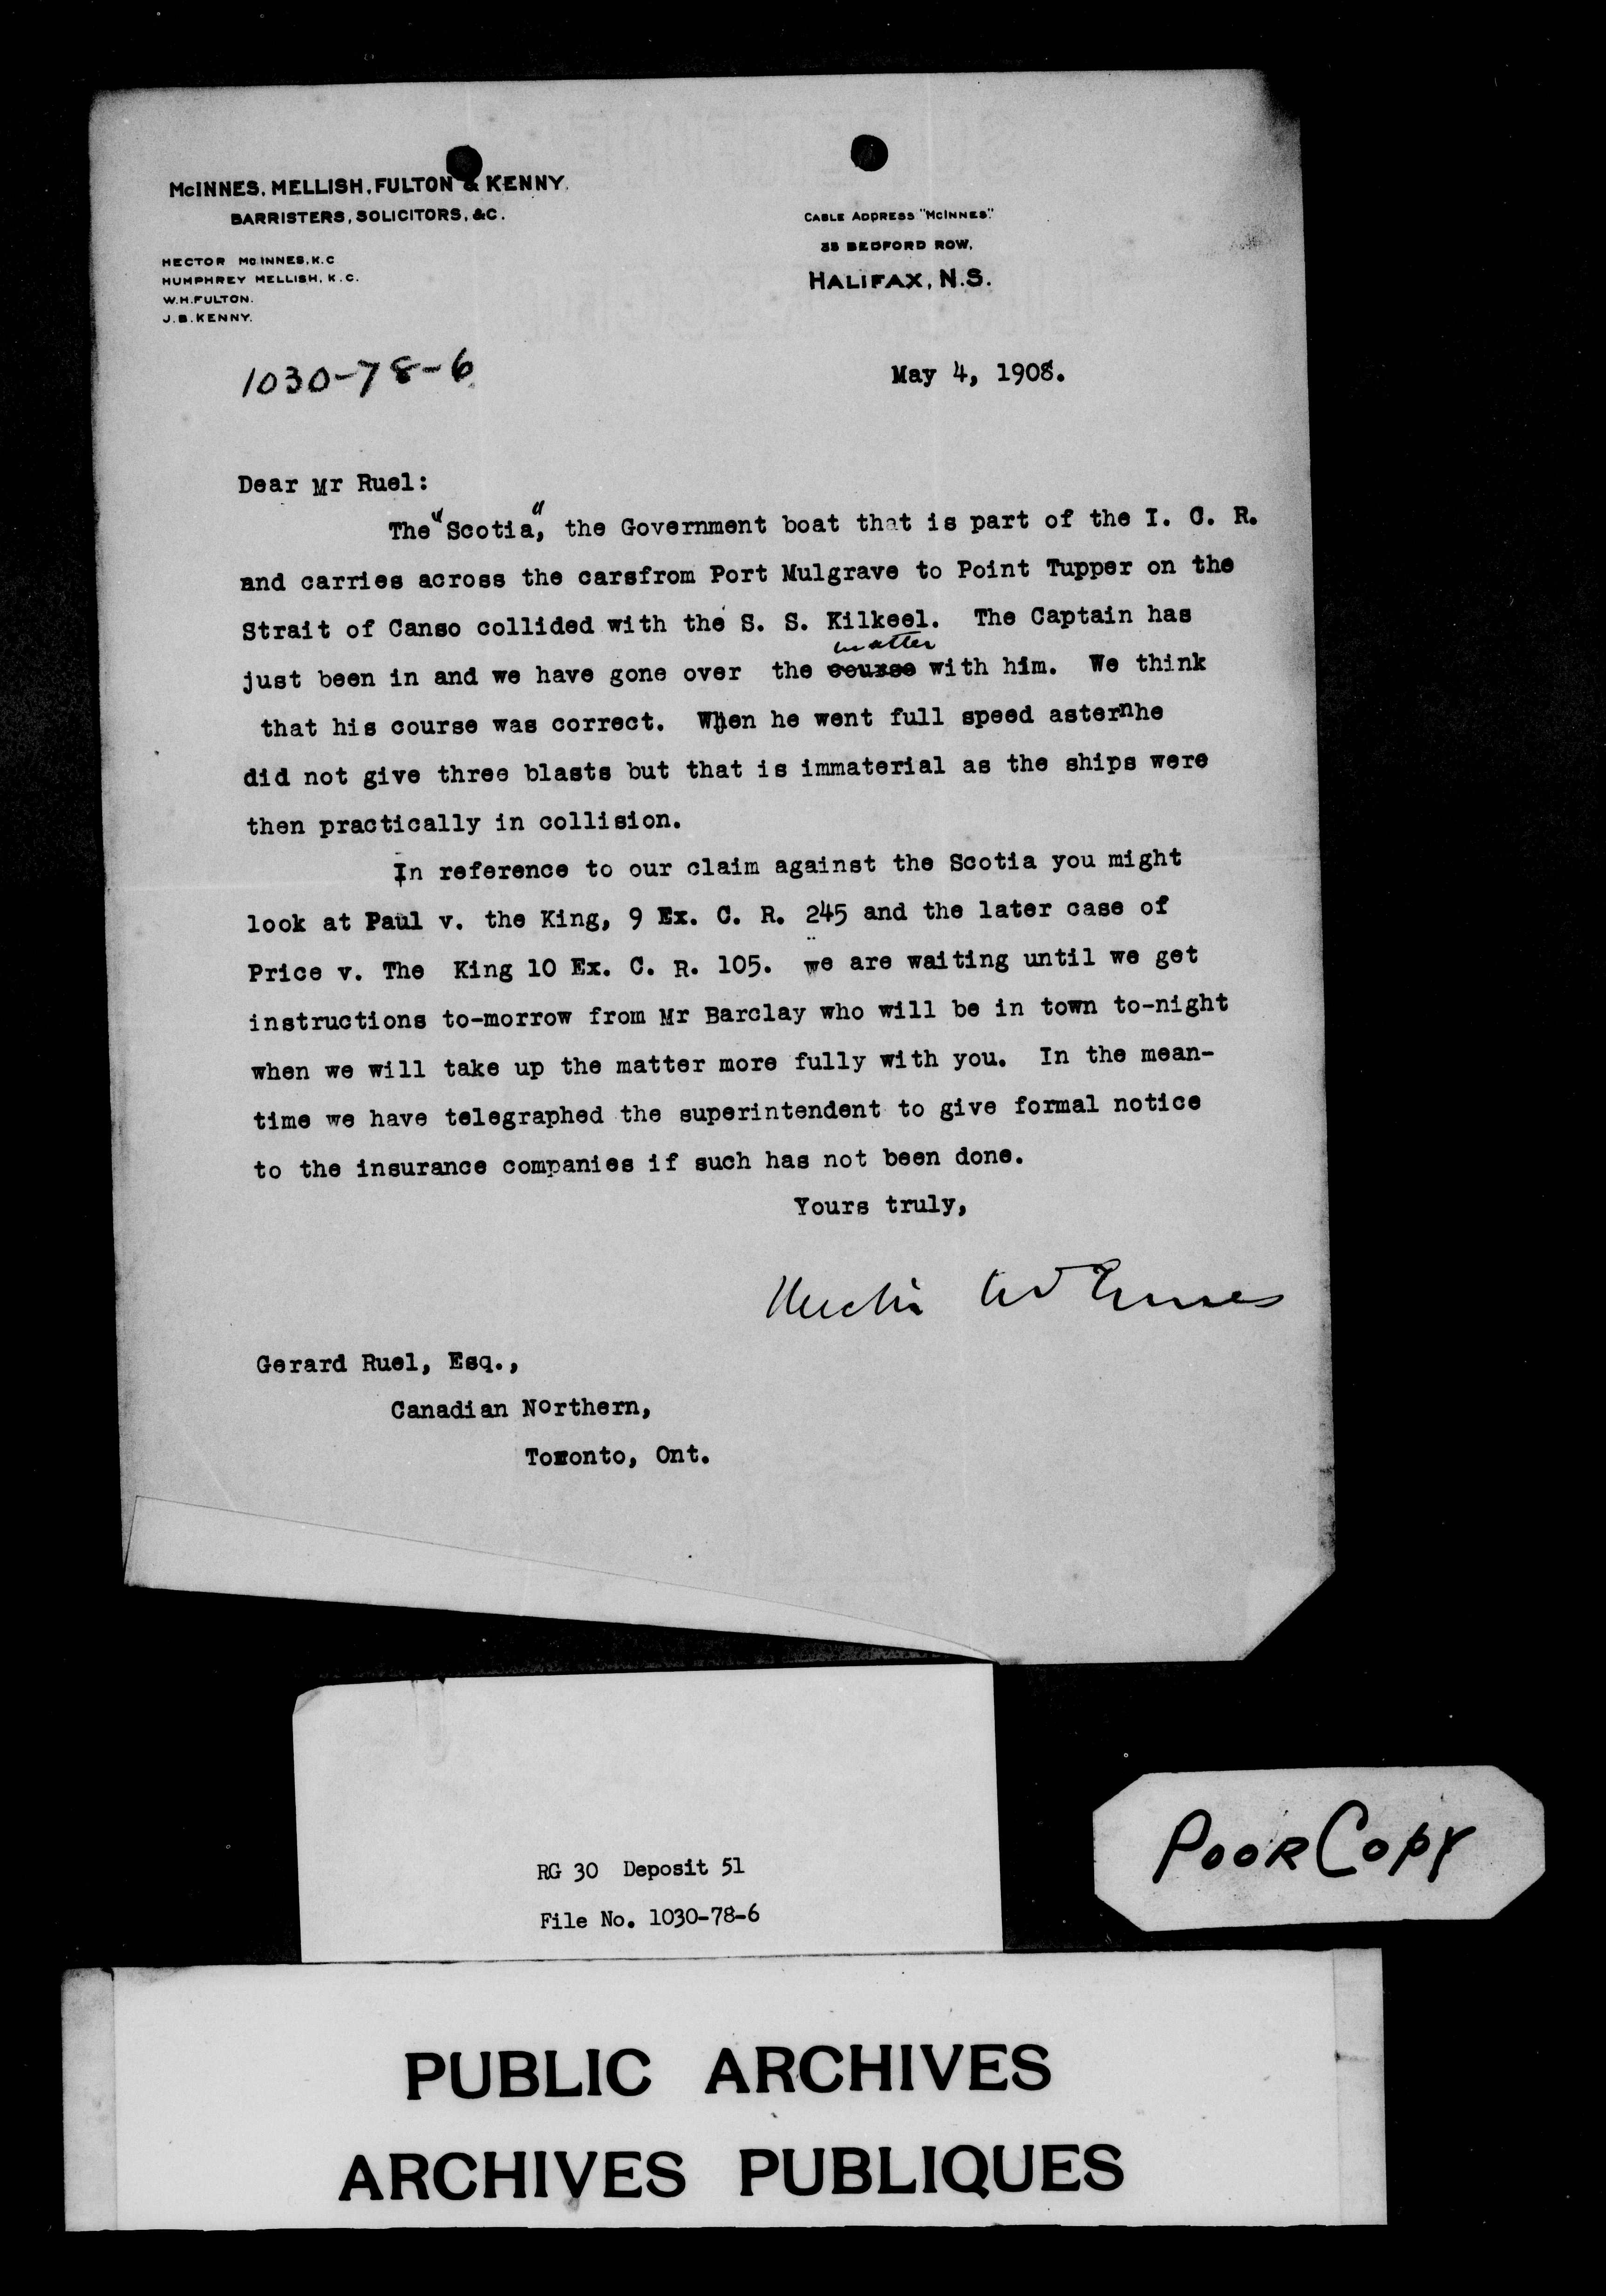 McINNES, MELLISH, FULTON & KENNY.
BARRISTERS, SOLICITORS, &C.
HECTOR McINNES, K.C
HUMPHREY MELLISH, K.C.
W.H.FULTON.
J.B.KENNY.
CABLE ADDRESS "McINNES."
35 BEDFORD ROW,
HALIFAX, N.S.
1030-78-6
May 4, 1908.
Dear Mr Ruel:
The "Scotia", the Government boat that is part of the I. C. R.
and carries across the carsfrom Port Mulgrave to Point Tupper on the
Strait of Canso collided with the S. S. Kilkeel. The Captain has
matter
just been in and we have gone over the course with him. We think
that his course was correct. When he went full speed asternhe
did not give three blasts but that is immaterial as the ships were
then practically in collision.
In reference to our claim against the Scotia you might
look at Paul v. the King, 9 Ex. C. R. 245 and the later case of
Price v. The King 10 Ex. C. R. 105. we are waiting until we get
instructions to-morrow from Mr Barclay who will be in town to-night
when we will take up the matter more fully with you. In the mean-
time we have telegraphed the superintendent to give formal notice
to the insurance companies if such has not been done.
Yours truly,
Hector McInnes
Gerard Ruel, Esq.,
Canadian Northern,
Toronto, Ont.
RG 30 Deposit 51
File No. 1030-78-6
POOR COPY
PUBLIC ARCHIVES
ARCHIVES PUBLIQUES